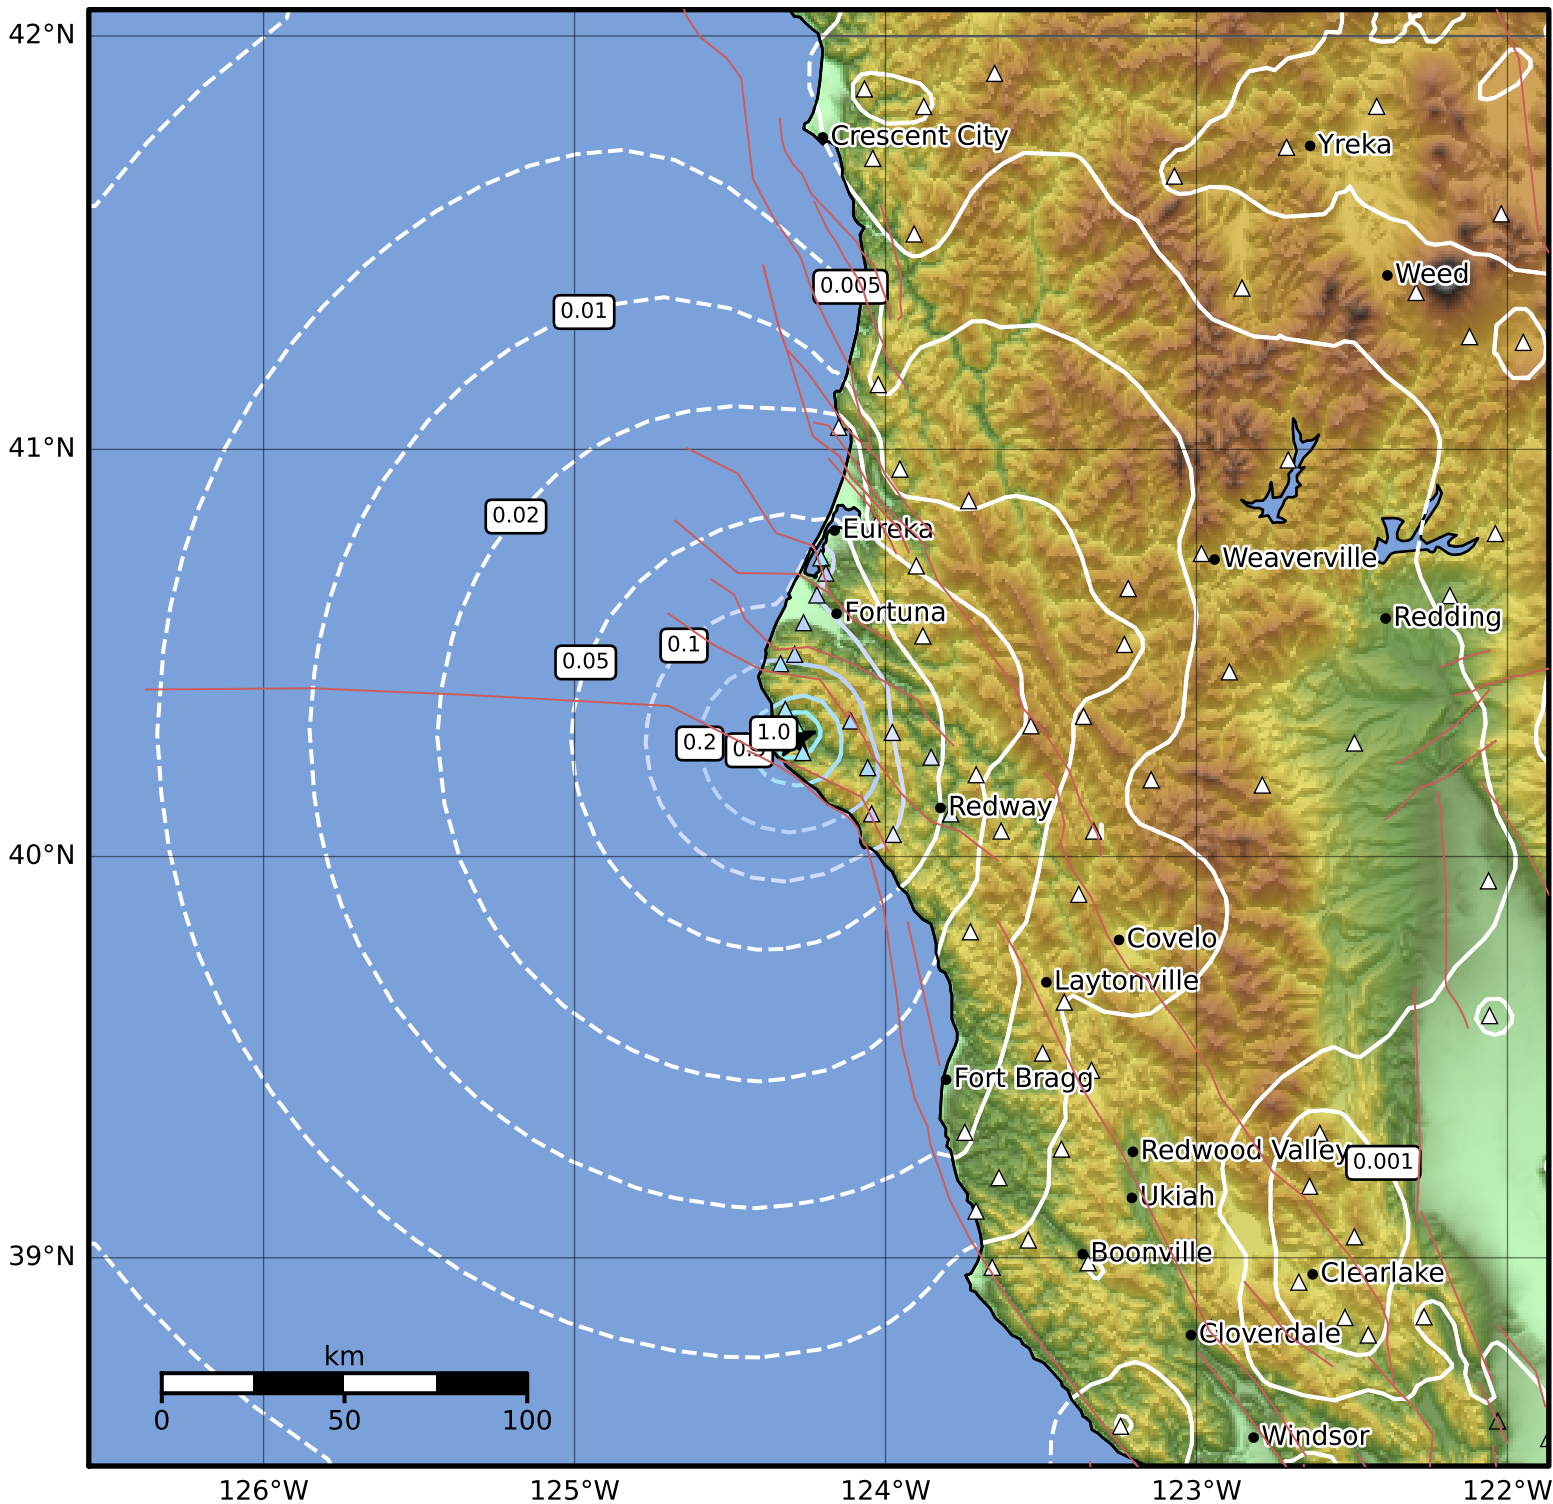 42°N
Crescent City
Yreka
Weed
0.005
0.01
41°N
0.02
Eureka
Weaverville
Fortuna
Redding
0.1
0.05
1.0
0.2
Redway
40°N
Covelo
Laytonville
Fort Bragg
Redwood Valley
0.001
Ukiah
39°N
Boonville
Clearlake
Cloverdale
km
0 50 100
Windsor
126°W 125°W 124°W 123°W 122°W